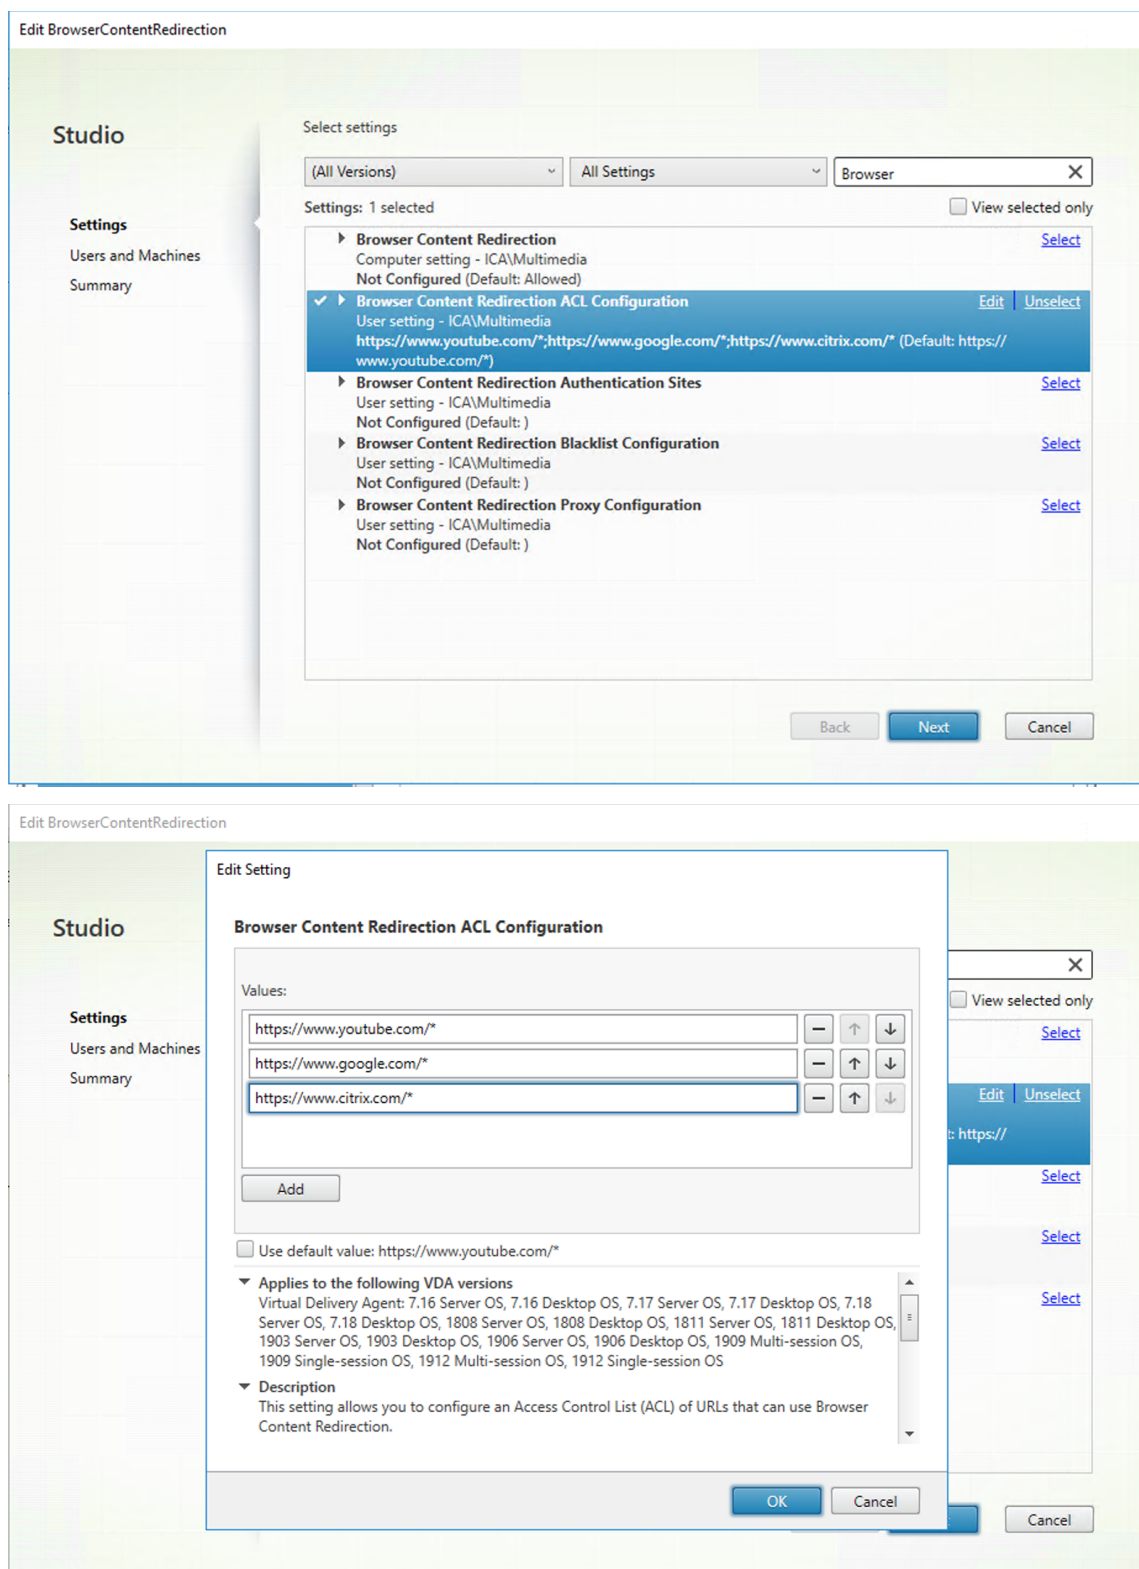 Edit BrowserContentRedirection
Studio
Settings
Users and Machines
Summary
Select settings
(All Versions)
All Settings
Browser
Settings: 1 selected
View selected only
Browser Content Redirection
Select
Computer setting - ICA\Multimedia
Not Configured (Default: Allowed)
Browser Content Redirection ACL Configuration
Edit | Unselect
User setting - ICA\Multimedia
https://www.youtube.com/*;https://www.google.com/*;https://www.citrix.com/* (Default: https://
www.youtube.com/*)
Browser Content Redirection Authentication Sites
Select
User setting - ICA\Multimedia
Not Configured (Default: )
Browser Content Redirection Blacklist Configuration
Select
User setting - ICA\Multimedia
Not Configured (Default: )
Browser Content Redirection Proxy Configuration
Select
User setting - ICA\Multimedia
Not Configured (Default: )
Back
Next
Cancel
Edit BrowserContentRedirection
Studio
Settings
Users and Machines
Summary
Edit Setting
Browser Content Redirection ACL Configuration
Values:
https://www.youtube.com/*
https://www.google.com/*
https://www.citrix.com/*
Add
Use default value: https://www.youtube.com/*
Applies to the following VDA versions
Virtual Delivery Agent: 7.16 Server OS, 7.16 Desktop OS, 7.17 Server OS, 7.17 Desktop OS, 7.18
Server OS, 7.18 Desktop OS, 1808 Server OS, 1808 Desktop OS, 1811 Server OS, 1811 Desktop OS,
1903 Server OS, 1903 Desktop OS, 1906 Server OS, 1906 Desktop OS, 1909 Multi-session OS,
1909 Single-session OS, 1912 Multi-session OS, 1912 Single-session OS
Description
This setting allows you to configure an Access Control List (ACL) of URLs that can use Browser
Content Redirection.
OK
Cancel
View selected only
Select
Edit | Unselect
t: https://
Select
Select
Select
Cancel